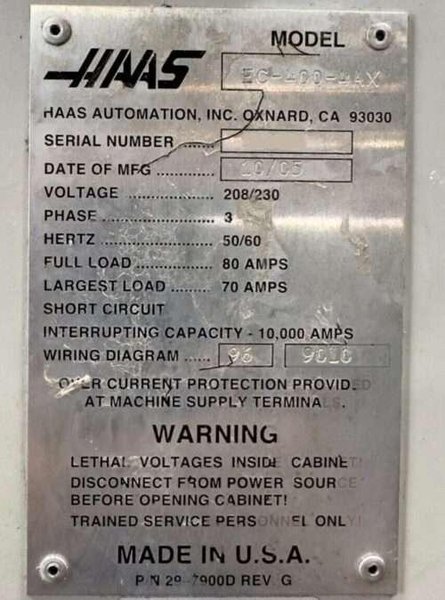 MODEL
HAAS EC-400-4AX
HAAS AUTOMATION, INC. OXNARD, CA 93030
SERIAL NUMBER
DATE OF MFG ........ 10/05
VOLTAGE ................ 208/230
PHASE .................... 3
HERTZ .................... 50/60
FULL LOAD ............ 80 AMPS
LARGEST LOAD ....... 70 AMPS
SHORT CIRCUIT
INTERRUPTING CAPACITY - 10,000 AMPS
WIRING DIAGRAM ..... 96 9010
OVER CURRENT PROTECTION PROVIDED
AT MACHINE SUPPLY TERMINALS.
WARNING
LETHAL VOLTAGES INSIDE CABINET!
DISCONNECT FROM POWER SOURCE
BEFORE OPENING CABINET!
TRAINED SERVICE PERSONNEL ONLY!
MADE IN U.S.A.
P/N 29- 900D REV G